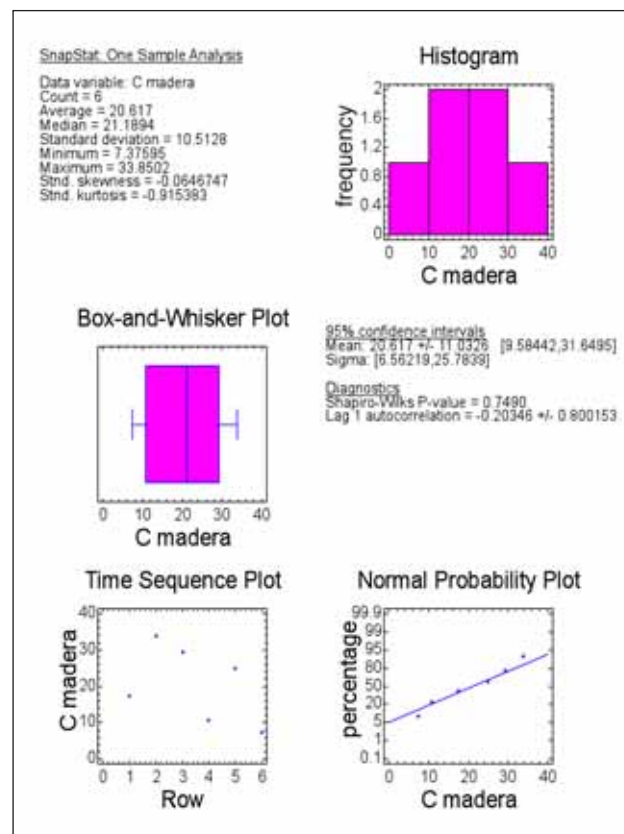 SnapStat: One Sample Analysis
Data variable: C madera
Count = 6
Average = 20.617
Median = 21.1894
Standard deviation = 10.5128
Minimum = 7.37595
Maximum = 33.8502
Stnd. skewness = -0.0646747
Stnd. kurtosis = -0.915383
Histogram
frequency
2
1.6
1.2
0.8
0.4
0
0 10 20 30 40
C madera
Box-and-Whisker Plot
0 10 20 30 40
C madera
95% confidence intervals
Mean: 20.617 +/- 11.0326 [9.58442,31.6495]
Sigma: [6.56219,25.7839]
Diagnostics
Shapiro-Wilks P-value = 0.7490
Lag 1 autocorrelation = -0.20346 +/- 0.800153
Time Sequence Plot
C madera
40
30
20
10
0
0 1 2 3 4 5 6
Row
Normal Probability Plot
percentage
99.9
99
95
80
50
20
5
1
0.1
0 10 20 30 40
C madera